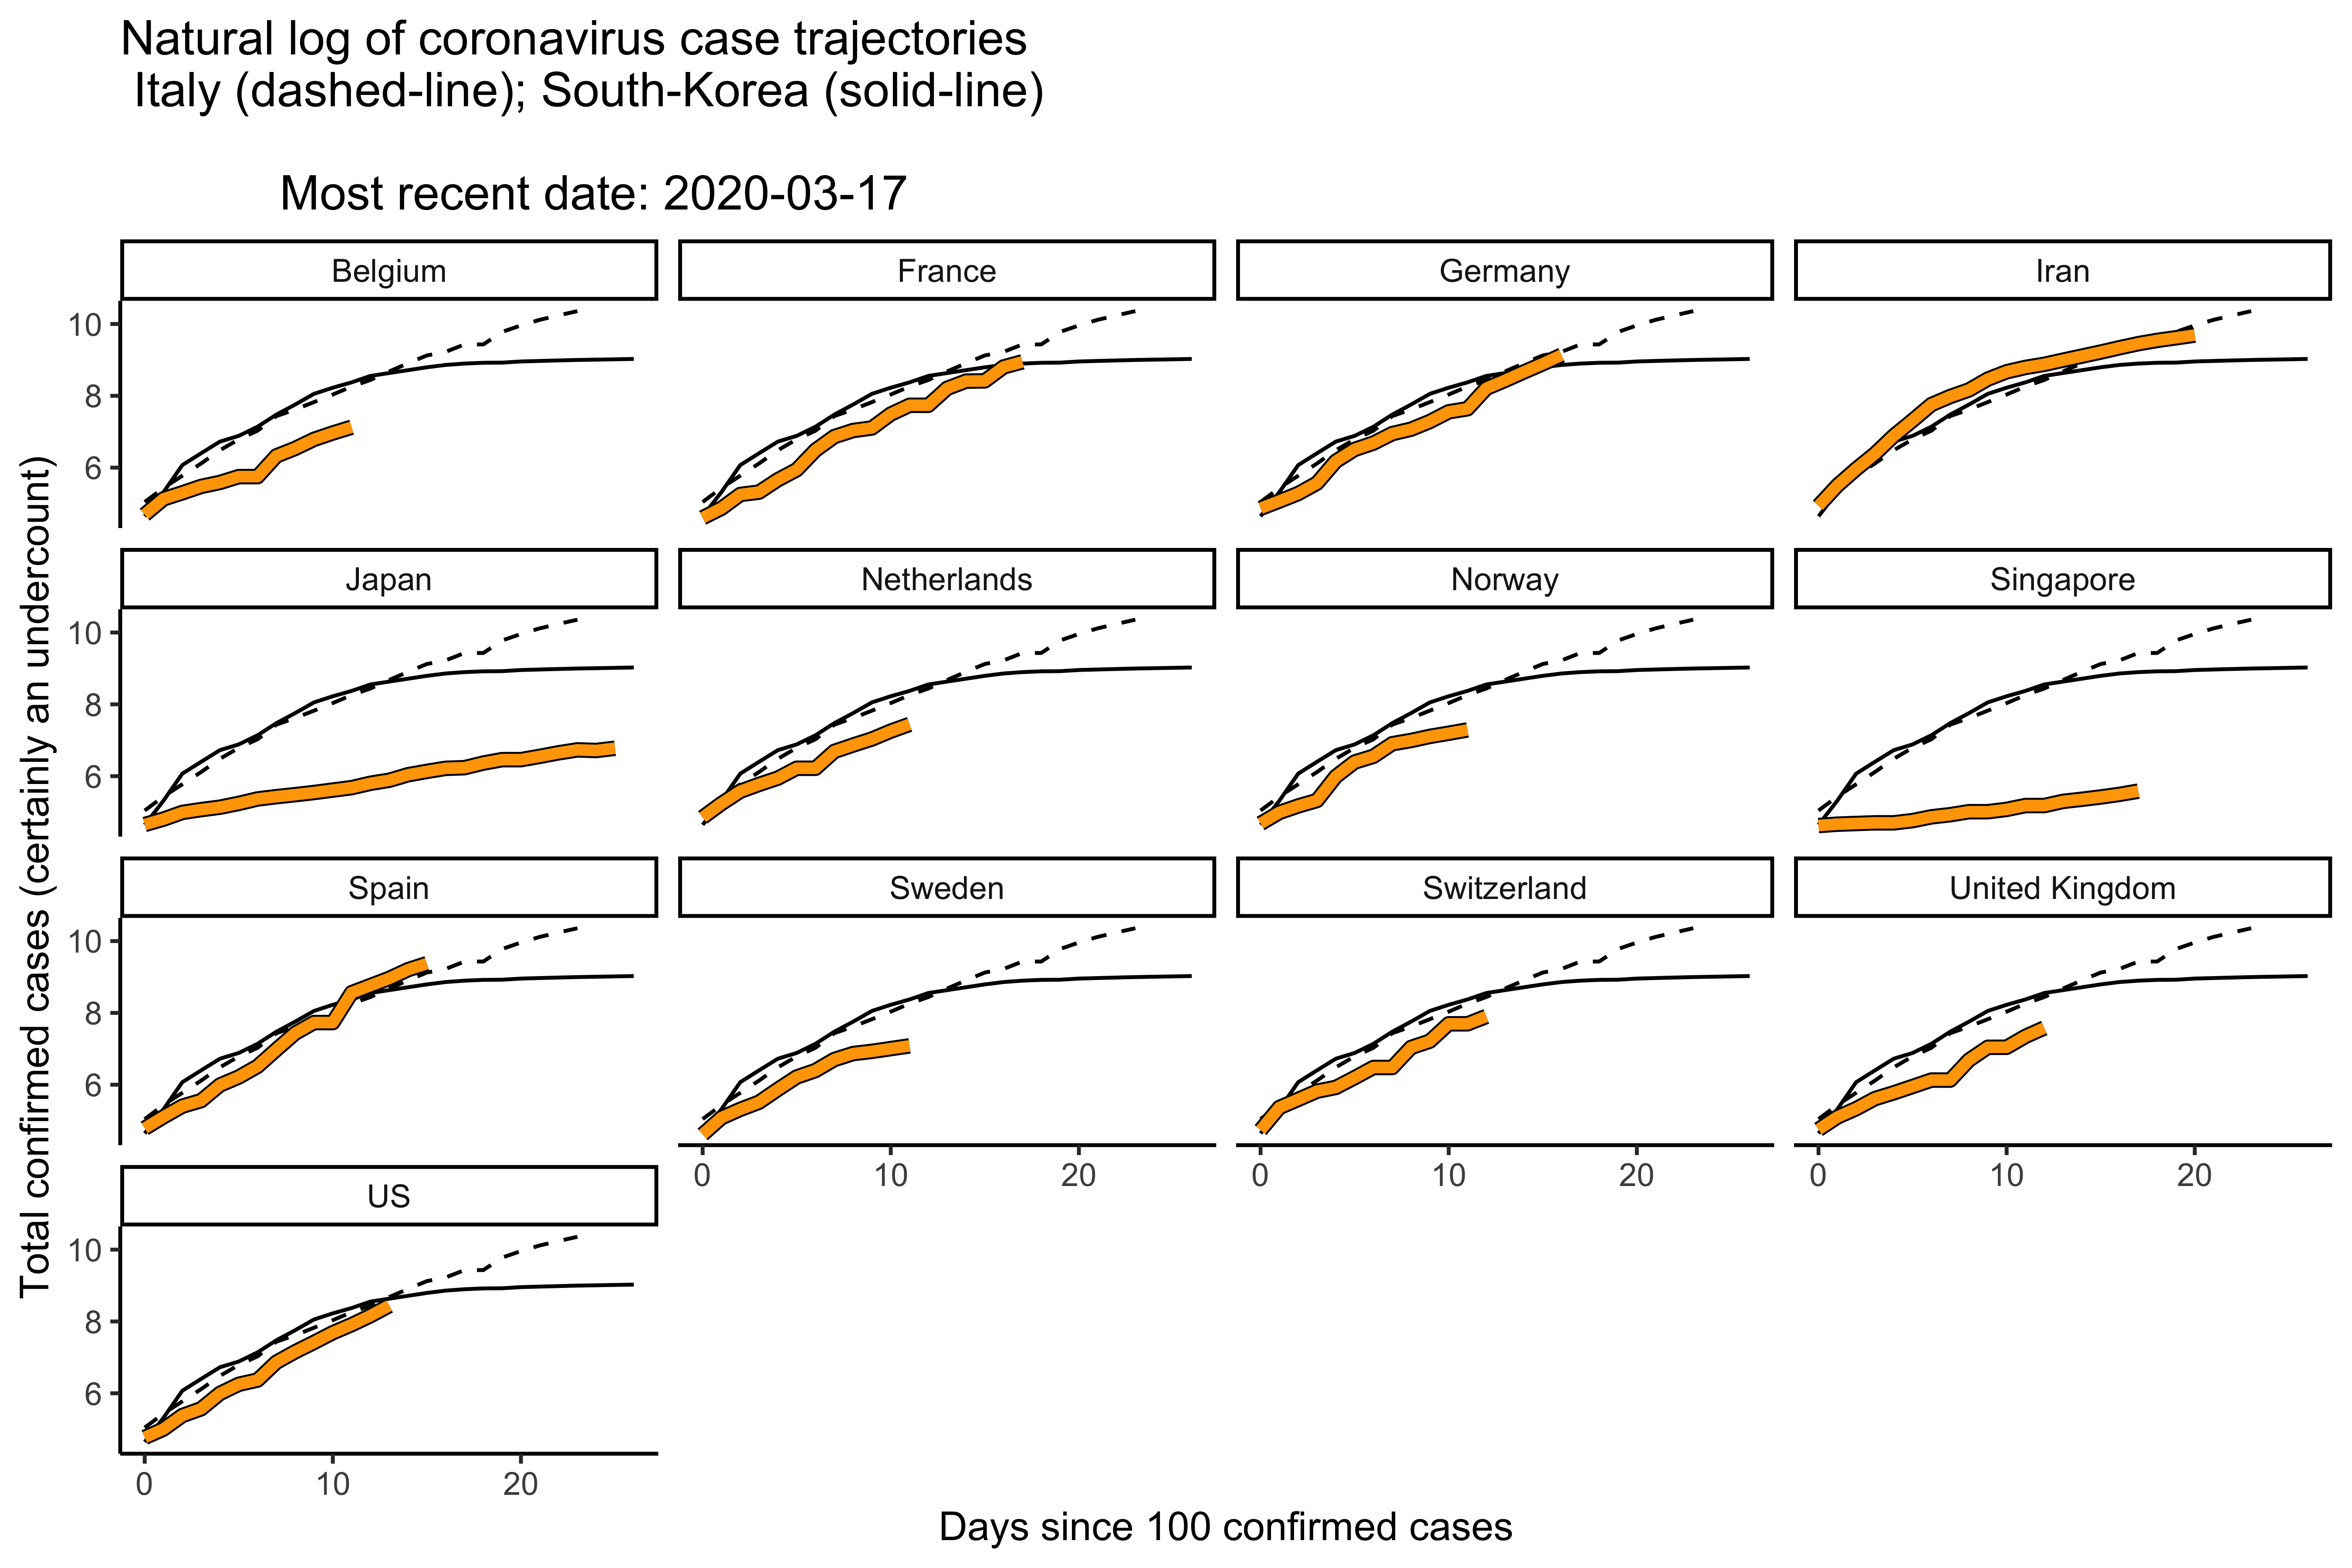 Natural log of coronavirus case trajectories
Italy (dashed-line); South-Korea (solid-line)
Most recent date: 2020-03-17
Total confirmed cases (certainly an undercount)
Belgium
France
Germany
Iran
10
8
6
Japan
Netherlands
Norway
Singapore
10
8
6
Spain
Sweden
Switzerland
United Kingdom
10
8
6
0 10 20
0 10 20
0 10 20
US
10
8
6
0 10 20
Days since 100 confirmed cases